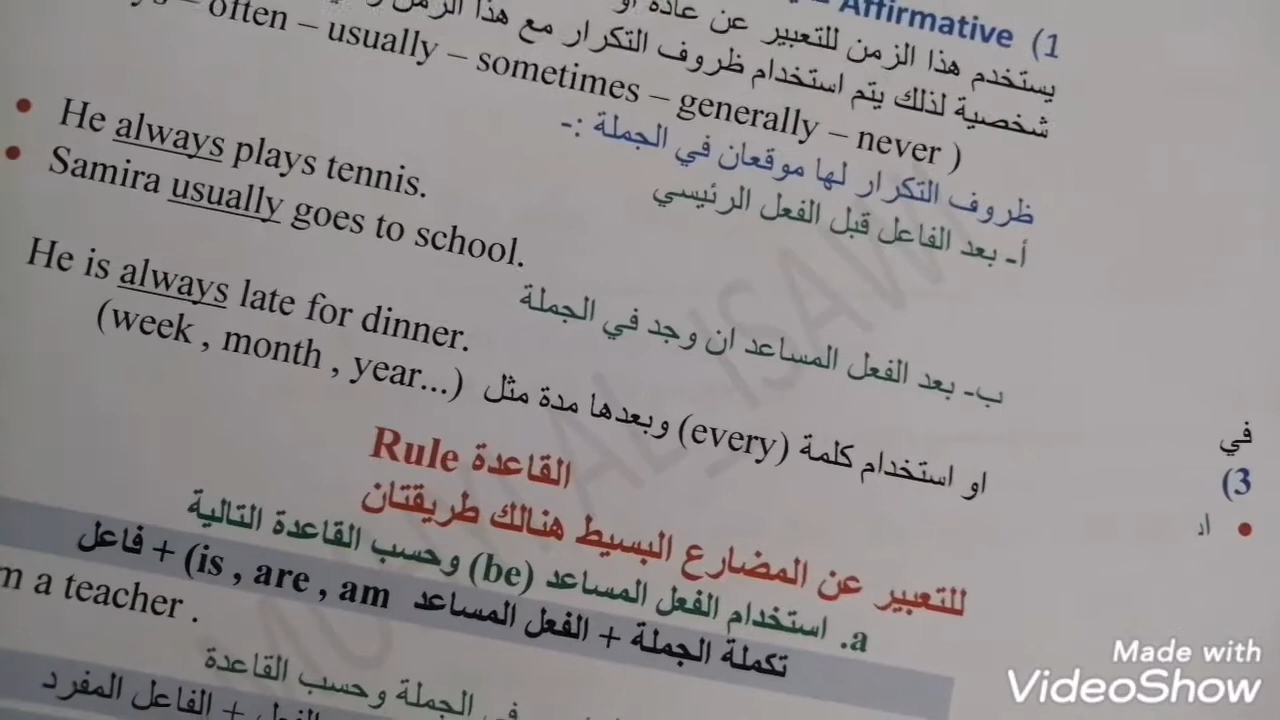 1) Affirmative
يستخدم هذا الزمن للتعبير عن عادة او
شخصية لذلك يتم استخدام ظروف التكرار مع هذا الزمن
– often – usually – sometimes – generally – never )
ظروف التكرار لها موقعان في الجملة :-
أ- بعد الفاعل قبل الفعل الرئيسي
• He always plays tennis.
• Samira usually goes to school.
ب- بعد الفعل المساعد ان وجد في الجملة
He is always late for dinner.
او استخدام كلمة (every) وبعدها مدة مثل (week , month , year...)
القاعدة Rule
للتعبير عن المضارع البسيط هنالك طريقتان
a. استخدام الفعل المساعد (be) وحسب القاعدة التالية
تكملة الجملة + الفعل المساعد (is , are , am + فاعل
a teacher .
في الجملة وحسب القاعدة
الفعل + الفاعل المفرد
في
3)
Made with
VideoShow